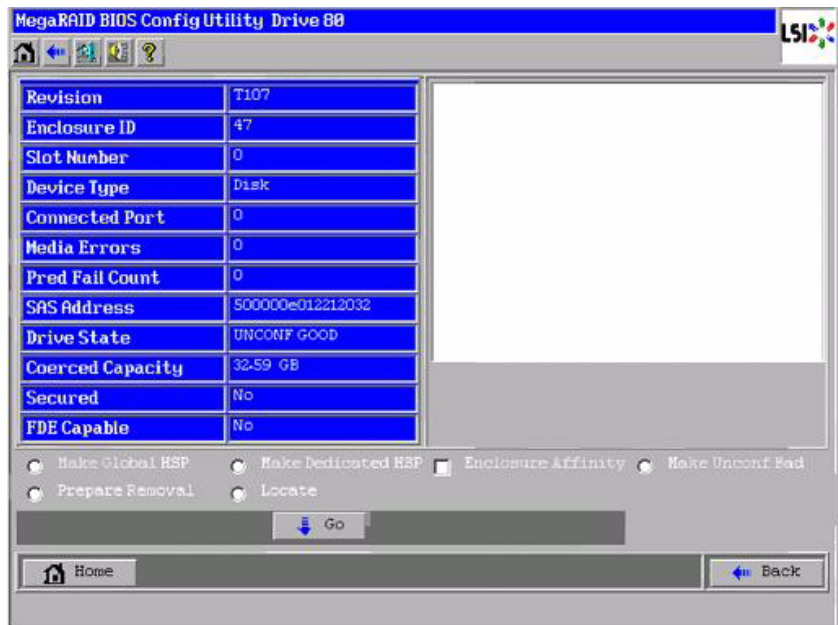 MegaRAID BIOS Config Utility Drive 80
LSI
Revision T107
Enclosure ID 47
Slot Number 0
Device Type Disk
Connected Port 0
Media Errors 0
Pred Fail Count 0
SAS Address 500000e012212032
Drive State UNCONF GOOD
Coerced Capacity 32.59 GB
Secured No
FDE Capable No
Make Global HSP Make Dedicated HSP Enclosure Affinity Make Unconf Bad
Prepare Removal Locate
Go
Home Back